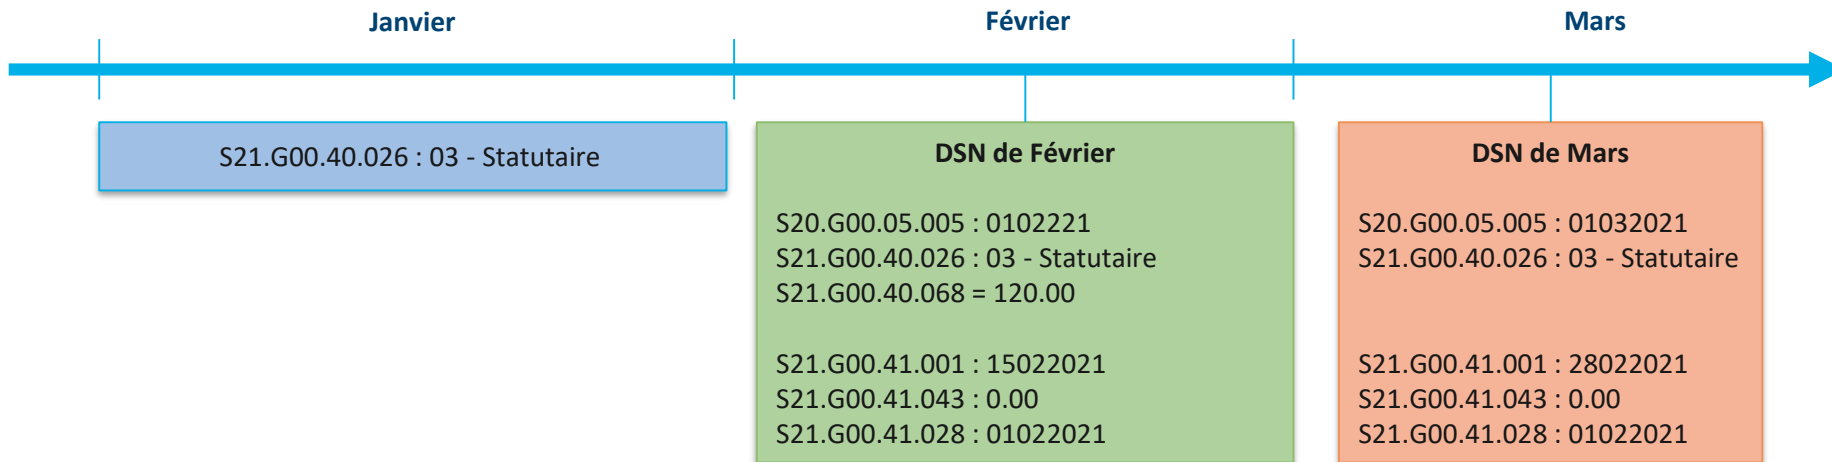 Janvier
Février
Mars
S21.G00.40.026 : 03 - Statutaire
DSN de Février
S20.G00.05.005 : 0102221
S21.G00.40.026 : 03 - Statutaire
S21.G00.40.068 = 120.00
S21.G00.41.001 : 15022021
S21.G00.41.043 : 0.00
S21.G00.41.028 : 01022021
DSN de Mars
S20.G00.05.005 : 01032021
S21.G00.40.026 : 03 - Statutaire
S21.G00.41.001 : 28022021
S21.G00.41.043 : 0.00
S21.G00.41.028 : 01022021